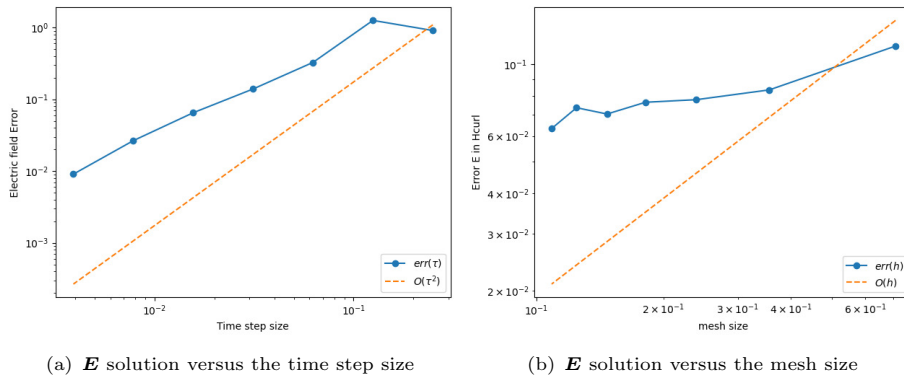 10⁰
10⁻¹
10⁻²
10⁻³
Electric field Error
10⁻²
10⁻¹
Time step size
err(τ)
O(τ²)
10⁻¹
6 × 10⁻²
4 × 10⁻²
3 × 10⁻²
2 × 10⁻²
Error E in Hcurl
10⁻¹
2 × 10⁻¹
3 × 10⁻¹
4 × 10⁻¹
6 × 10⁻¹
mesh size
err(h)
O(h)
(a) E solution versus the time step size
(b) E solution versus the mesh size